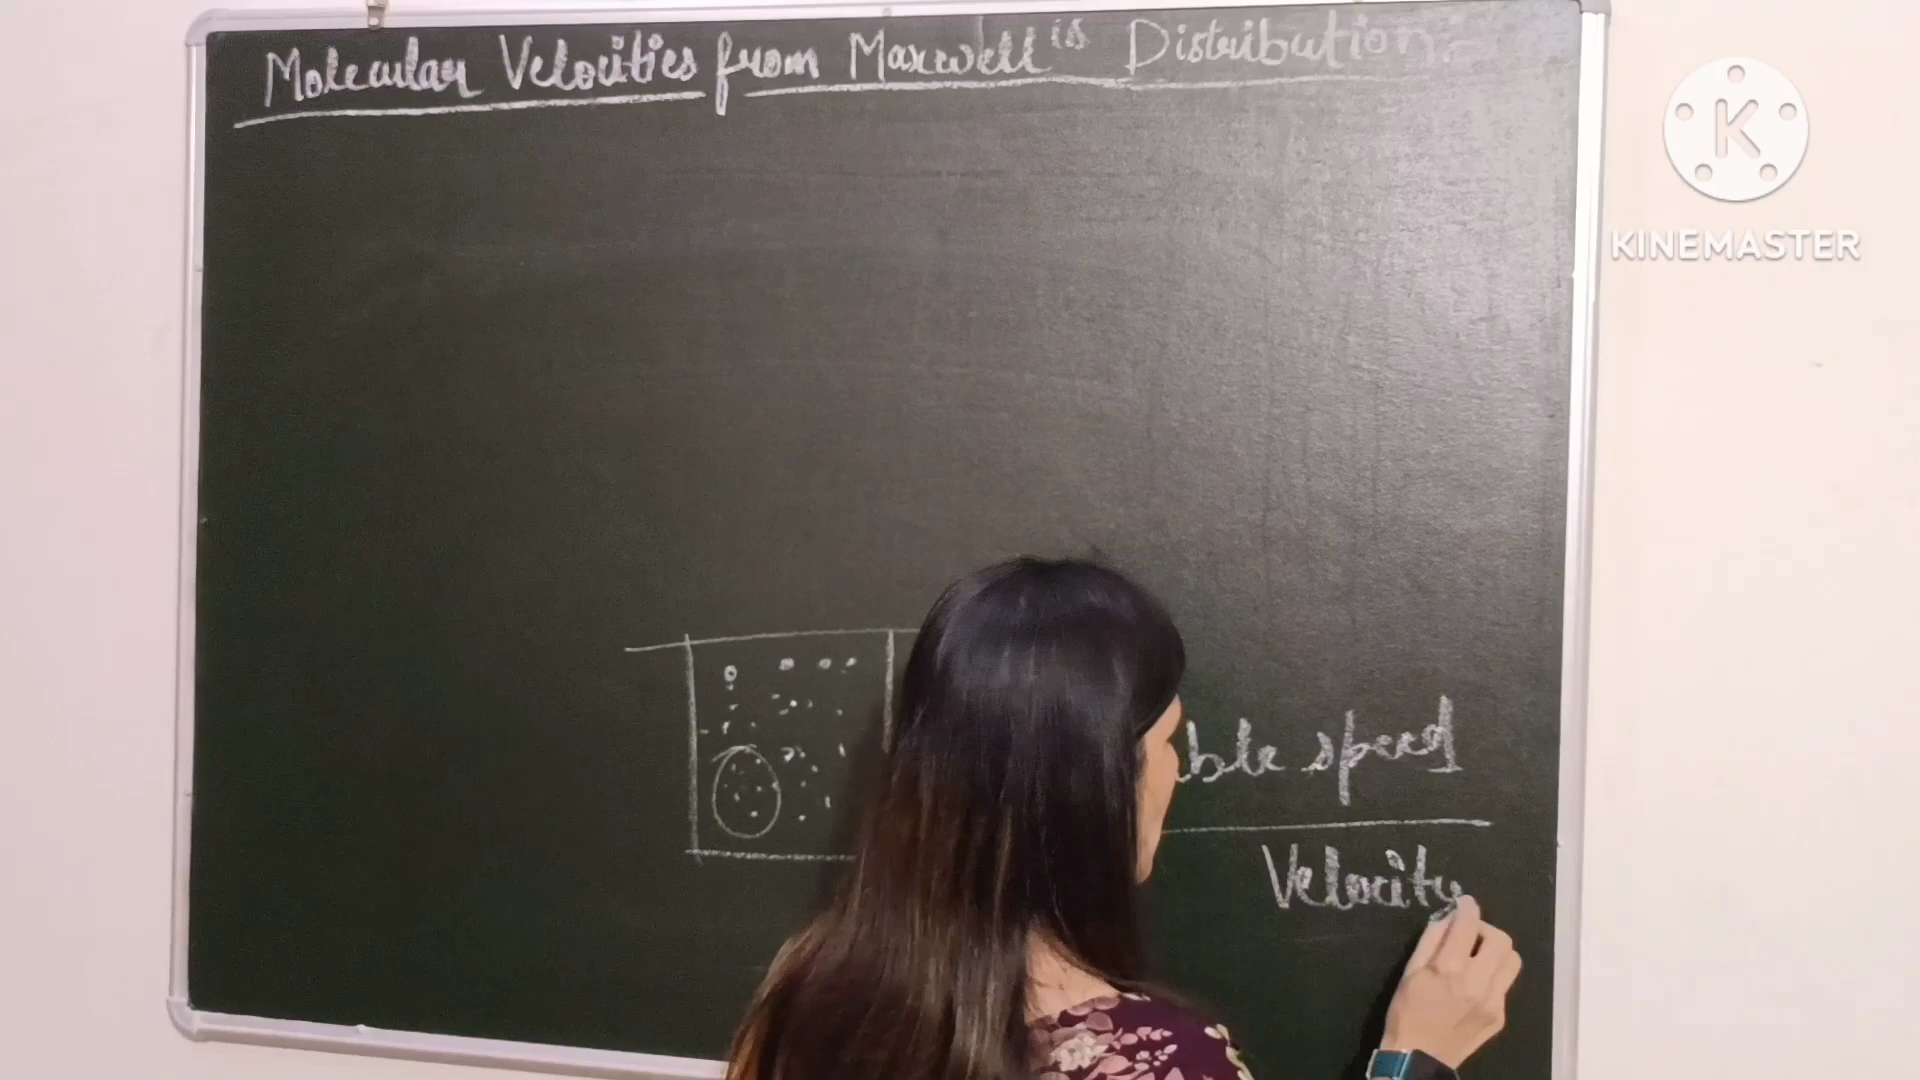 Molecular Velocities from Maxwell's Distribution:-
KINEMASTER
ble speed
Velocity